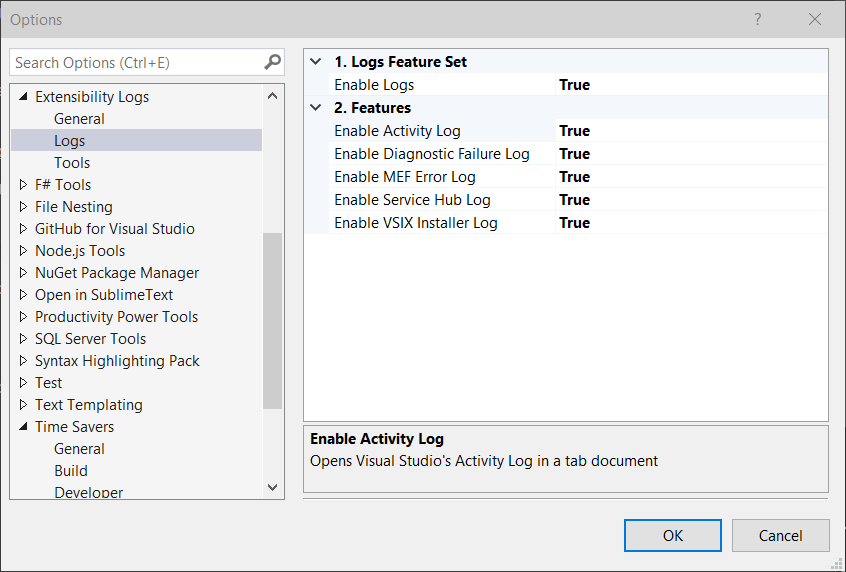 Options
?
Search Options (Ctrl+E)
Extensibility Logs
General
Logs
Tools
F# Tools
File Nesting
GitHub for Visual Studio
Node.js Tools
NuGet Package Manager
Open in SublimeText
Productivity Power Tools
SQL Server Tools
Syntax Highlighting Pack
Test
Text Templating
Time Savers
General
Build
Developer
1. Logs Feature Set
Enable Logs True
2. Features
Enable Activity Log True
Enable Diagnostic Failure Log True
Enable MEF Error Log True
Enable Service Hub Log True
Enable VSIX Installer Log True
Enable Activity Log
Opens Visual Studio's Activity Log in a tab document
OK Cancel